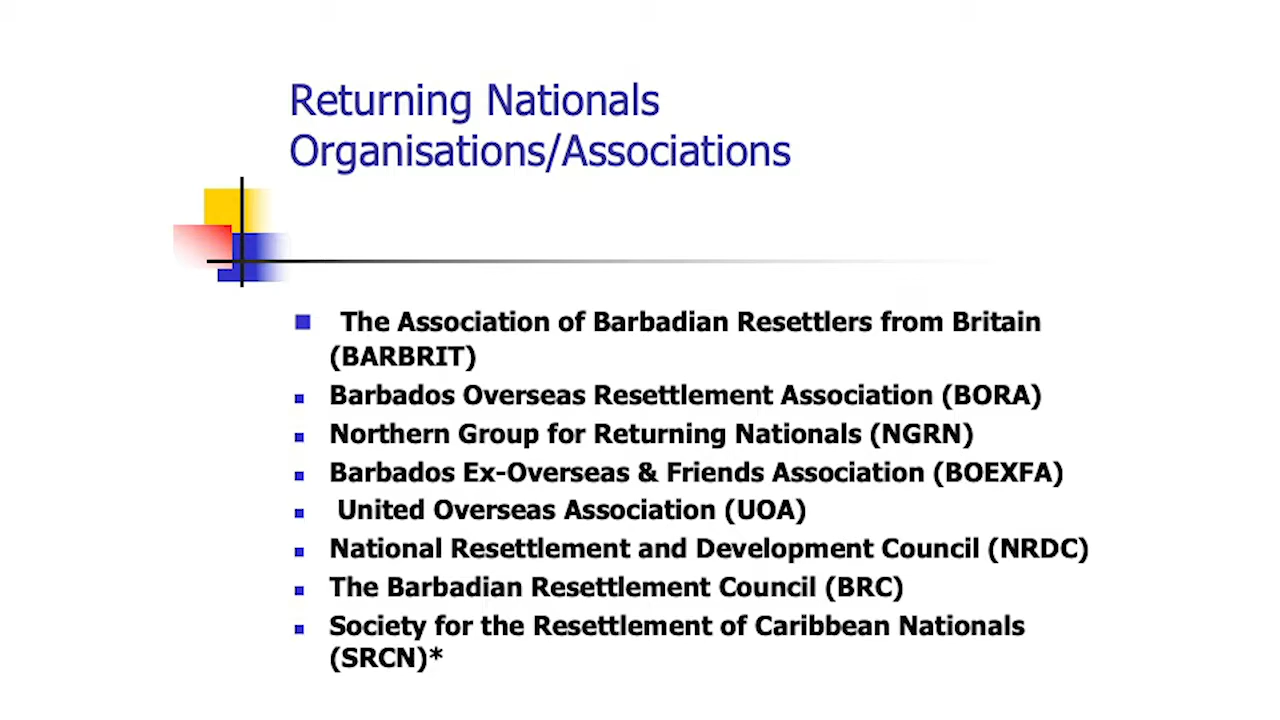 Returning Nationals
Organisations/Associations
The Association of Barbadian Resettlers from Britain
(BARBRIT)
Barbados Overseas Resettlement Association (BORA)
Northern Group for Returning Nationals (NGRN)
Barbados Ex-Overseas & Friends Association (BOEXFA)
United Overseas Association (UOA)
National Resettlement and Development Council (NRDC)
The Barbadian Resettlement Council (BRC)
Society for the Resettlement of Caribbean Nationals
(SRCN)*